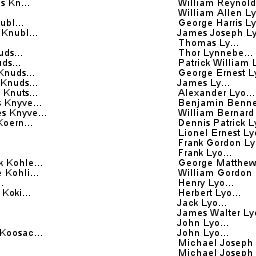 s Kn...
William Reynold
William Allen Ly
ubl...
George Harris Ly
Knubl...
James Joseph Ly
Thomas Ly...
uds...
Thor Lynnebe...
uds...
Patrick William L
Knuds...
George Ernest Ly
Knuds...
James Ly...
Knuts...
Alexander Lyo...
s Knyve...
Benjamin Benne
es Knyve...
William Bernard
Koern...
Dennis Patrick Ly
Lionel Ernest Lyo
Frank Gordon Ly
Frank Lyo...
k Kohle...
George Matthew
e Kohli...
William Gordon
..
Henry Lyo...
Koki...
Herbert Lyo...
Jack Lyo...
James Walter Lyo
John Lyo...
Koosac...
John Lyo...
Michael Joseph
Michael Joseph